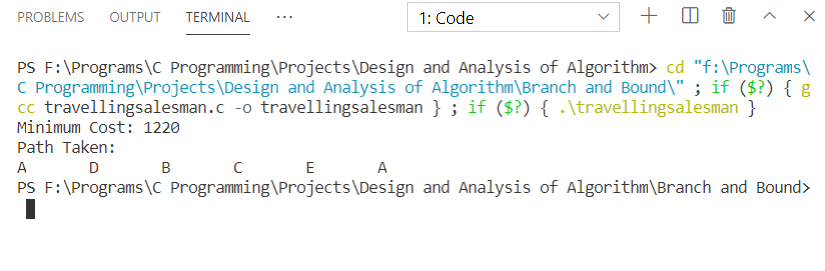 PROBLEMS OUTPUT TERMINAL ··· 1: Code
PS F:\Programs\C Programming\Projects\Design and Analysis of Algorithm> cd "f:\Programs\
C Programming\Projects\Design and Analysis of Algorithm\Branch and Bound\" ; if ($?) { g
cc travellingsalesman.c -o travellingsalesman } ; if ($?) { .\travellingsalesman }
Minimum Cost: 1220
Path Taken:
A D B C E A
PS F:\Programs\C Programming\Projects\Design and Analysis of Algorithm\Branch and Bound>